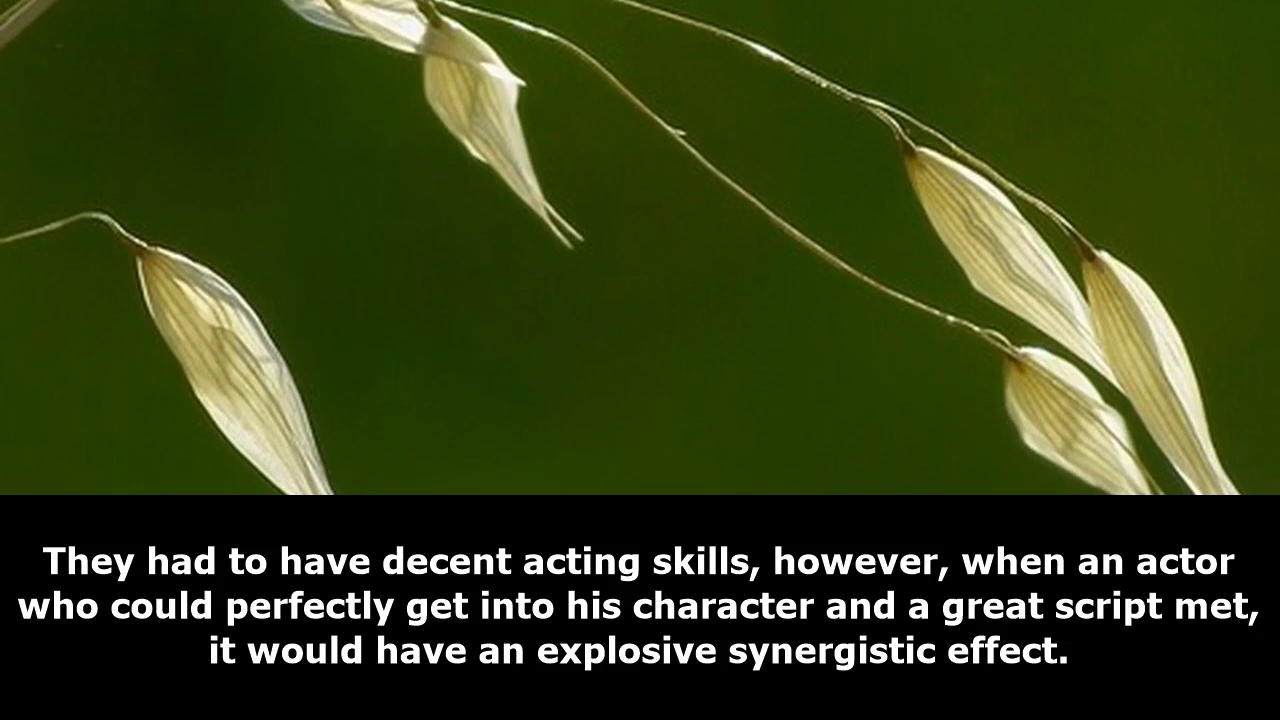 They had to have decent acting skills, however, when an actor
who could perfectly get into his character and a great script met,
it would have an explosive synergistic effect.